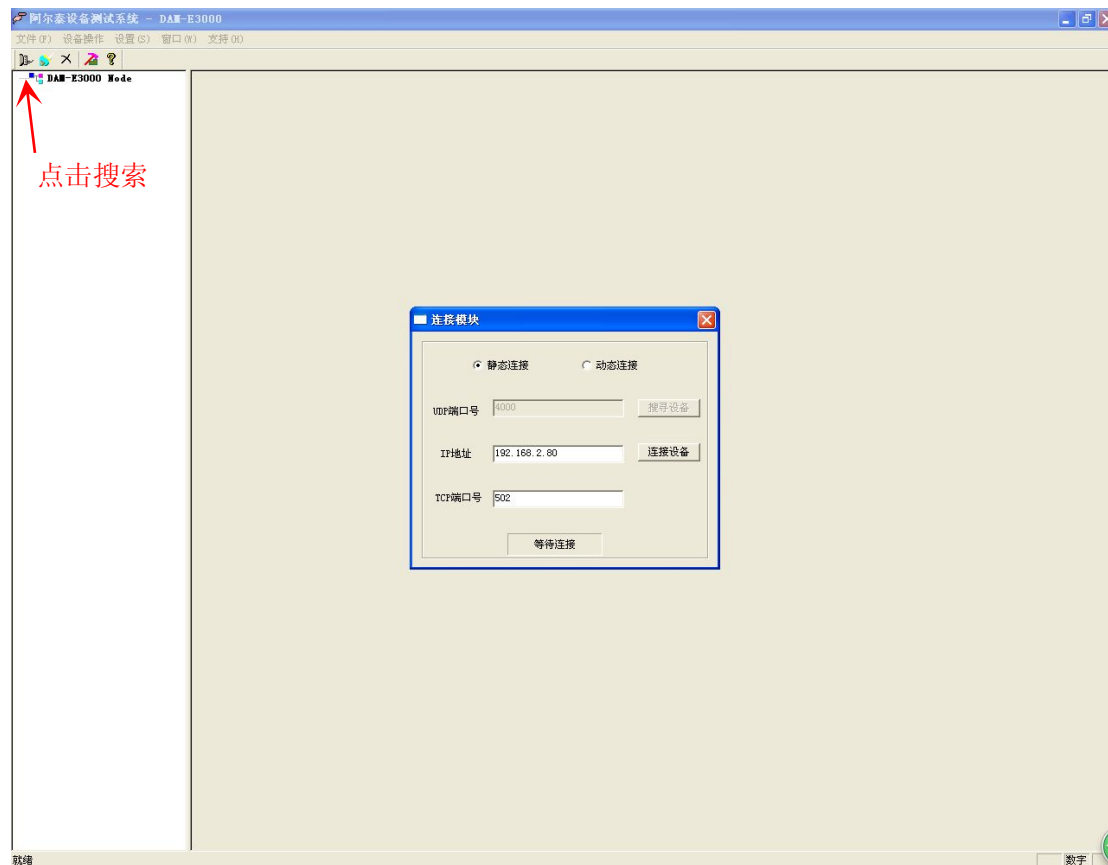 阿尔泰设备测试系统 - DAM-E3000
文件(F) 设备操作 设置(S) 窗口(W) 支持(X)
DAM-E3000 Node
点击搜索
连接模块
静态连接 动态连接
UDP端口号 4000 搜寻设备
IP地址 192.168.2.80 连接设备
TCP端口号 502
等待连接
就绪 数字